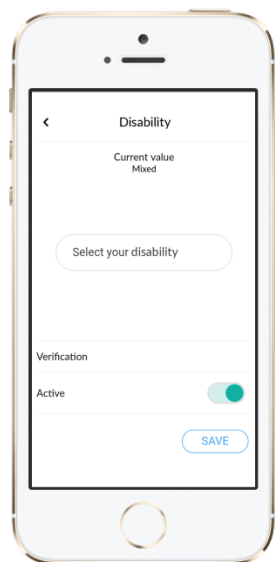 Disability
Current value
Mixed
Select your disability
Verification
Active
SAVE